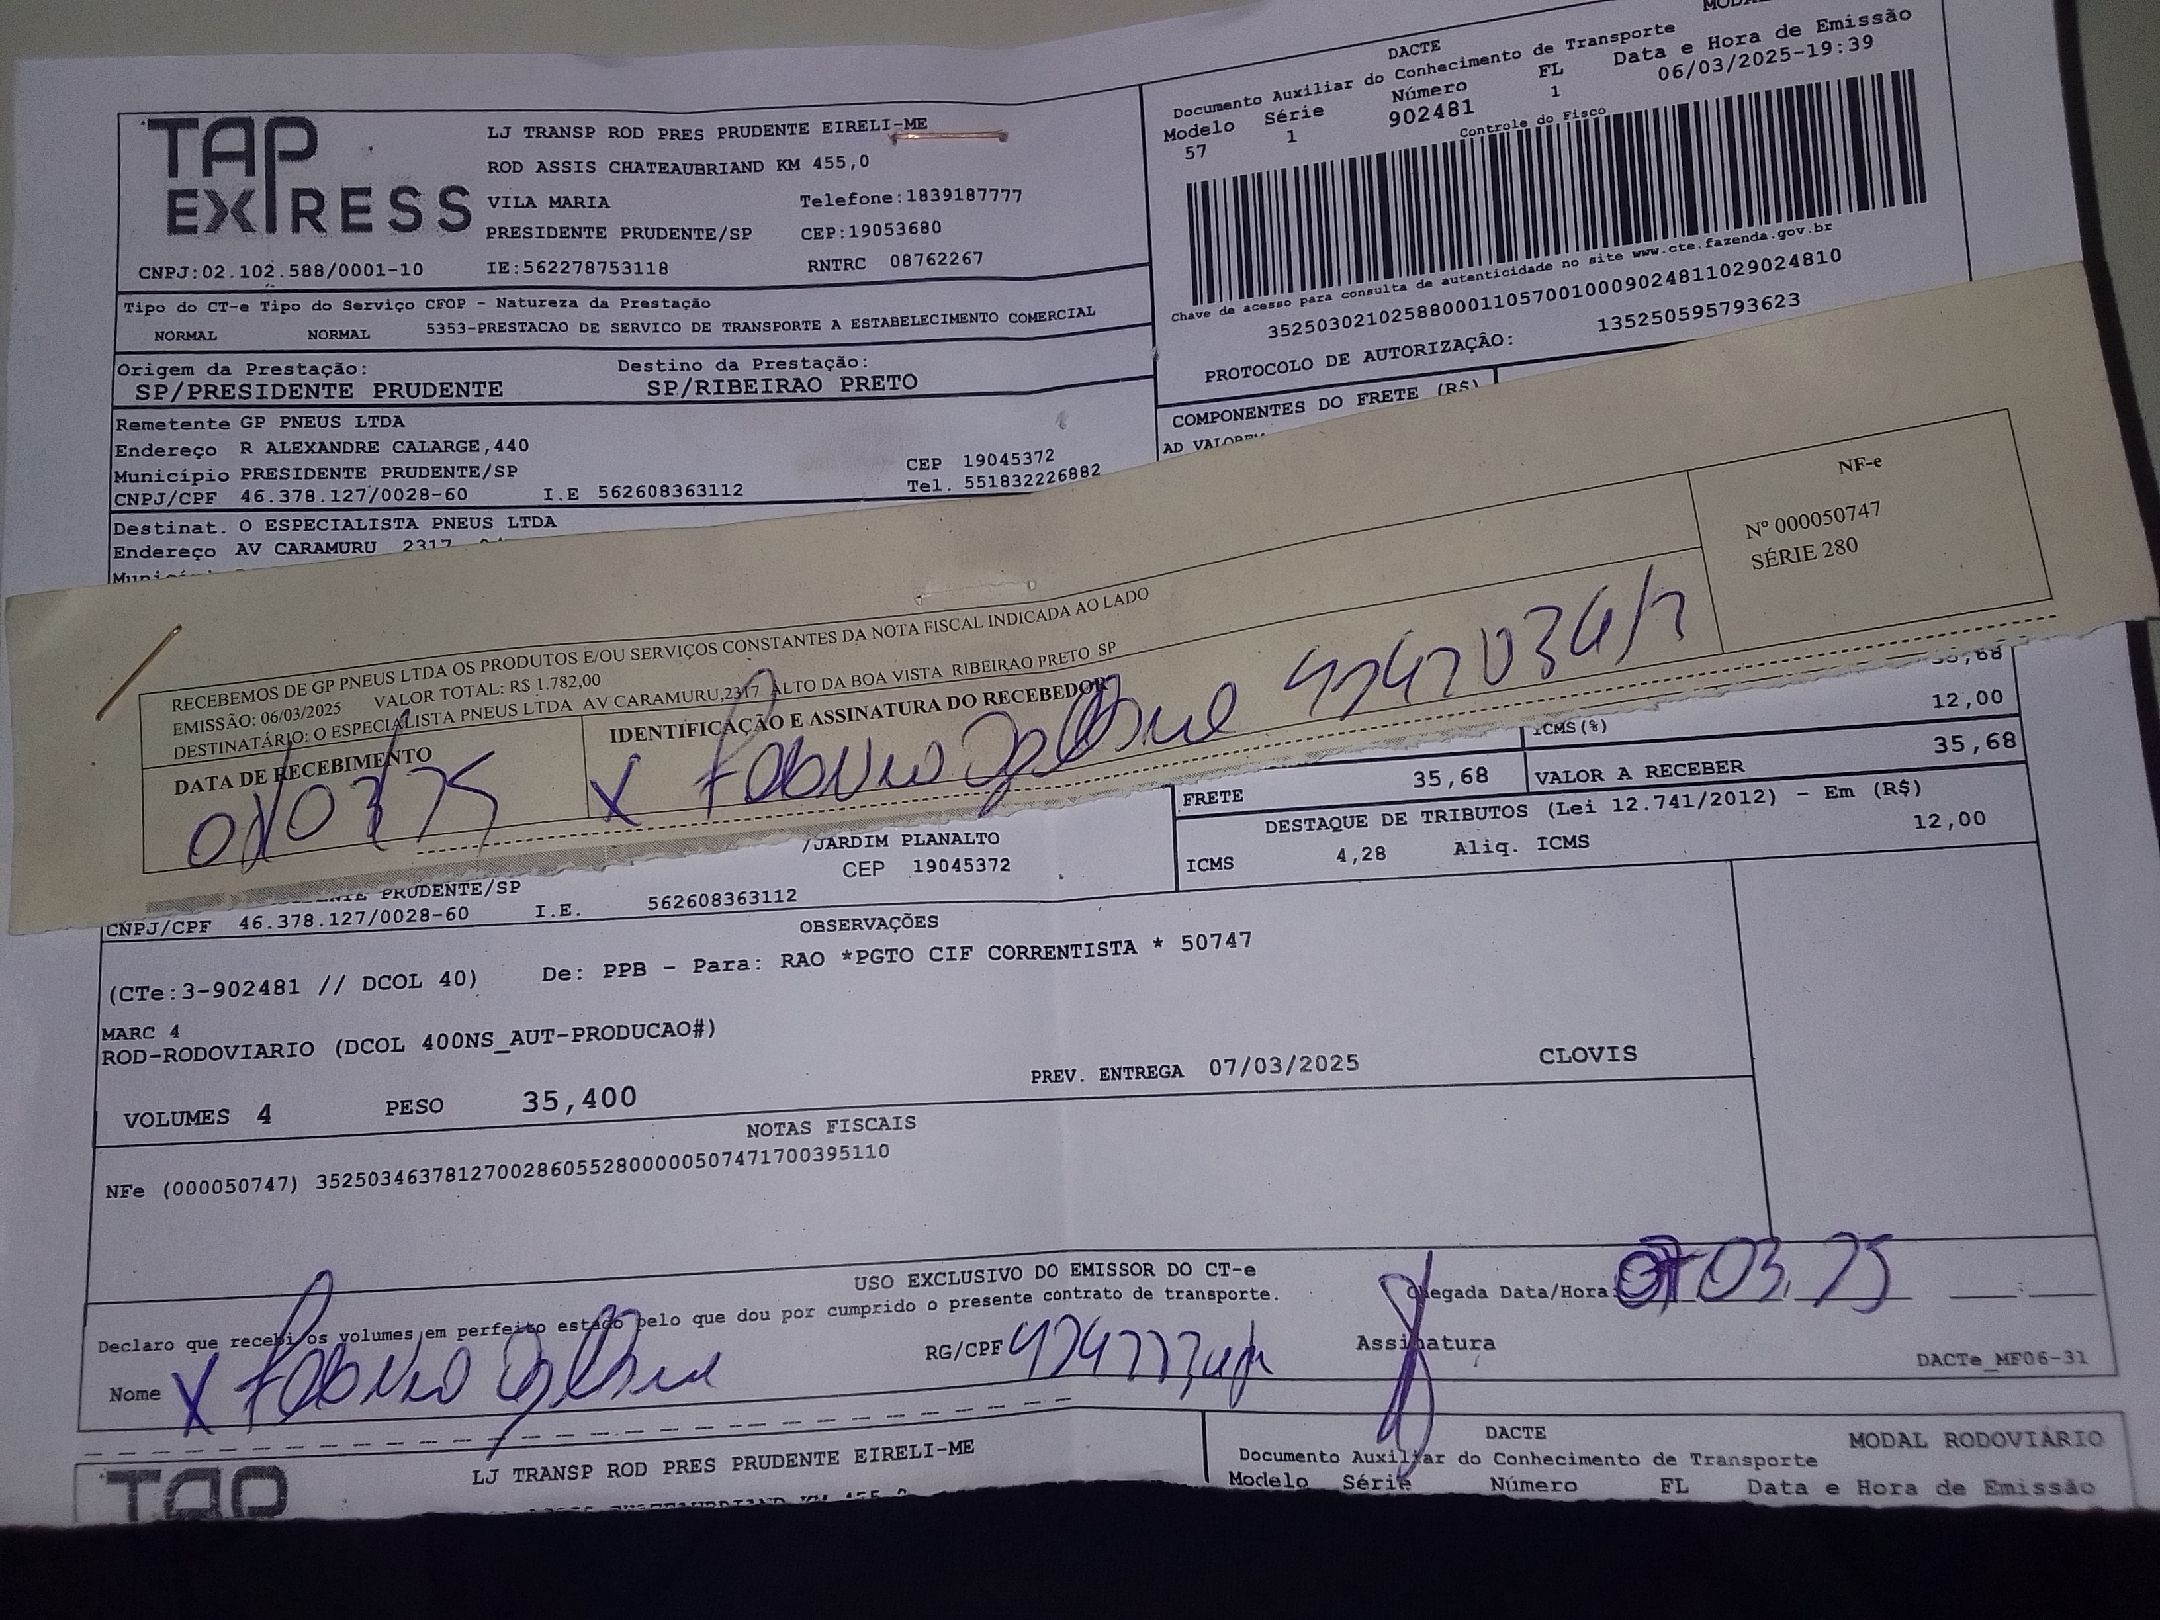 TAP EXPRESS
LJ TRANSP ROD PRES PRUDENTE EIRELI-ME
ROD ASSIS CHATEAUBRIAND KM 455,0
VILA MARIA Telefone:1839187777
PRESIDENTE PRUDENTE/SP CEP:19053680
CNPJ:02.102.588/0001-10 IE:562278753118 RNTRC 08762267
DACTE
Documento Auxiliar do Conhecimento de Transporte
Modelo Série Número FL Data e Hora de Emissão
57 1 902481 1 06/03/2025-19:39
Controle do Fisco
Chave de acesso para consulta de autenticidade no site www.cte.fazenda.gov.br
35250302102588000110570010009024811029024810
PROTOCOLO DE AUTORIZAÇÂO: 135250595793623
Tipo do CT-e Tipo do Serviço CFOP - Natureza da Prestação
NORMAL NORMAL 5353-PRESTACAO DE SERVICO DE TRANSPORTE A ESTABELECIMENTO COMERCIAL
Origem da Prestação: Destino da Prestação:
SP/PRESIDENTE PRUDENTE SP/RIBEIRAO PRETO
COMPONENTES DO FRETE (R$)
Remetente GP PNEUS LTDA
Endereço R ALEXANDRE CALARGE,440
Município PRESIDENTE PRUDENTE/SP CEP 19045372
CNPJ/CPF 46.378.127/0028-60 I.E 562608363112 Tel. 551832226882
Destinat. O ESPECIALISTA PNEUS LTDA
Endereço AV CARAMURU 2317
RECEBEMOS DE GP PNEUS LTDA OS PRODUTOS E/OU SERVIÇOS CONSTANTES DA NOTA FISCAL INDICADA AO LADO
EMISSÃO: 06/03/2025 VALOR TOTAL: R$ 1.782,00
DESTINATÁRIO: O ESPECIALISTA PNEUS LTDA AV CARAMURU,2317 ALTO DA BOA VISTA RIBEIRAO PRETO SP
DATA DE RECEBIMENTO IDENTIFICAÇÃO E ASSINATURA DO RECEBEDOR
NF-e
Nº 000050747
SÉRIE 280
35,68
ICMS(%) 12,00
FRETE 35,68 VALOR A RECEBER 35,68
DESTAQUE DE TRIBUTOS (Lei 12.741/2012) - Em (R$)
ICMS 4,28 Aliq. ICMS 12,00
/JARDIM PLANALTO
PRUDENTE/SP CEP 19045372
CNPJ/CPF 46.378.127/0028-60 I.E. 562608363112
OBSERVAÇÕES
(CTe:3-902481 // DCOL 40) De: PPB - Para: RAO *PGTO CIF CORRENTISTA * 50747
MARC 4
ROD-RODOVIARIO (DCOL 400NS_AUT-PRODUCAO#)
PREV. ENTREGA 07/03/2025 CLOVIS
VOLUMES 4 PESO 35,400
NOTAS FISCAIS
NFe (000050747) 35250346378127002860552800000507471700395110
USO EXCLUSIVO DO EMISSOR DO CT-e
Declaro que recebi os volumes em perfeito estado pelo que dou por cumprido o presente contrato de transporte.
Chegada Data/Hora:
Nome RG/CPF Assinatura
DACTe_MF06-31
TAP
LJ TRANSP ROD PRES PRUDENTE EIRELI-ME
DACTE MODAL RODOVIARIO
Documento Auxiliar do Conhecimento de Transporte
Modelo Série Número FL Data e Hora de Emissão